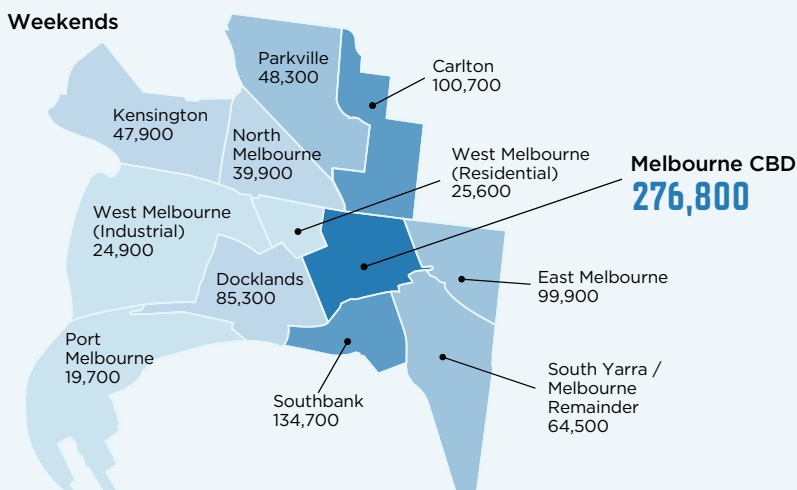 Weekends
Parkville
48,300
Carlton
100,700
Kensington
47,900
North
Melbourne
39,900
West Melbourne
(Residential)
25,600
Melbourne CBD
276,800
West Melbourne
(Industrial)
24,900
Docklands
85,300
East Melbourne
99,900
Port
Melbourne
19,700
Southbank
134,700
South Yarra /
Melbourne
Remainder
64,500